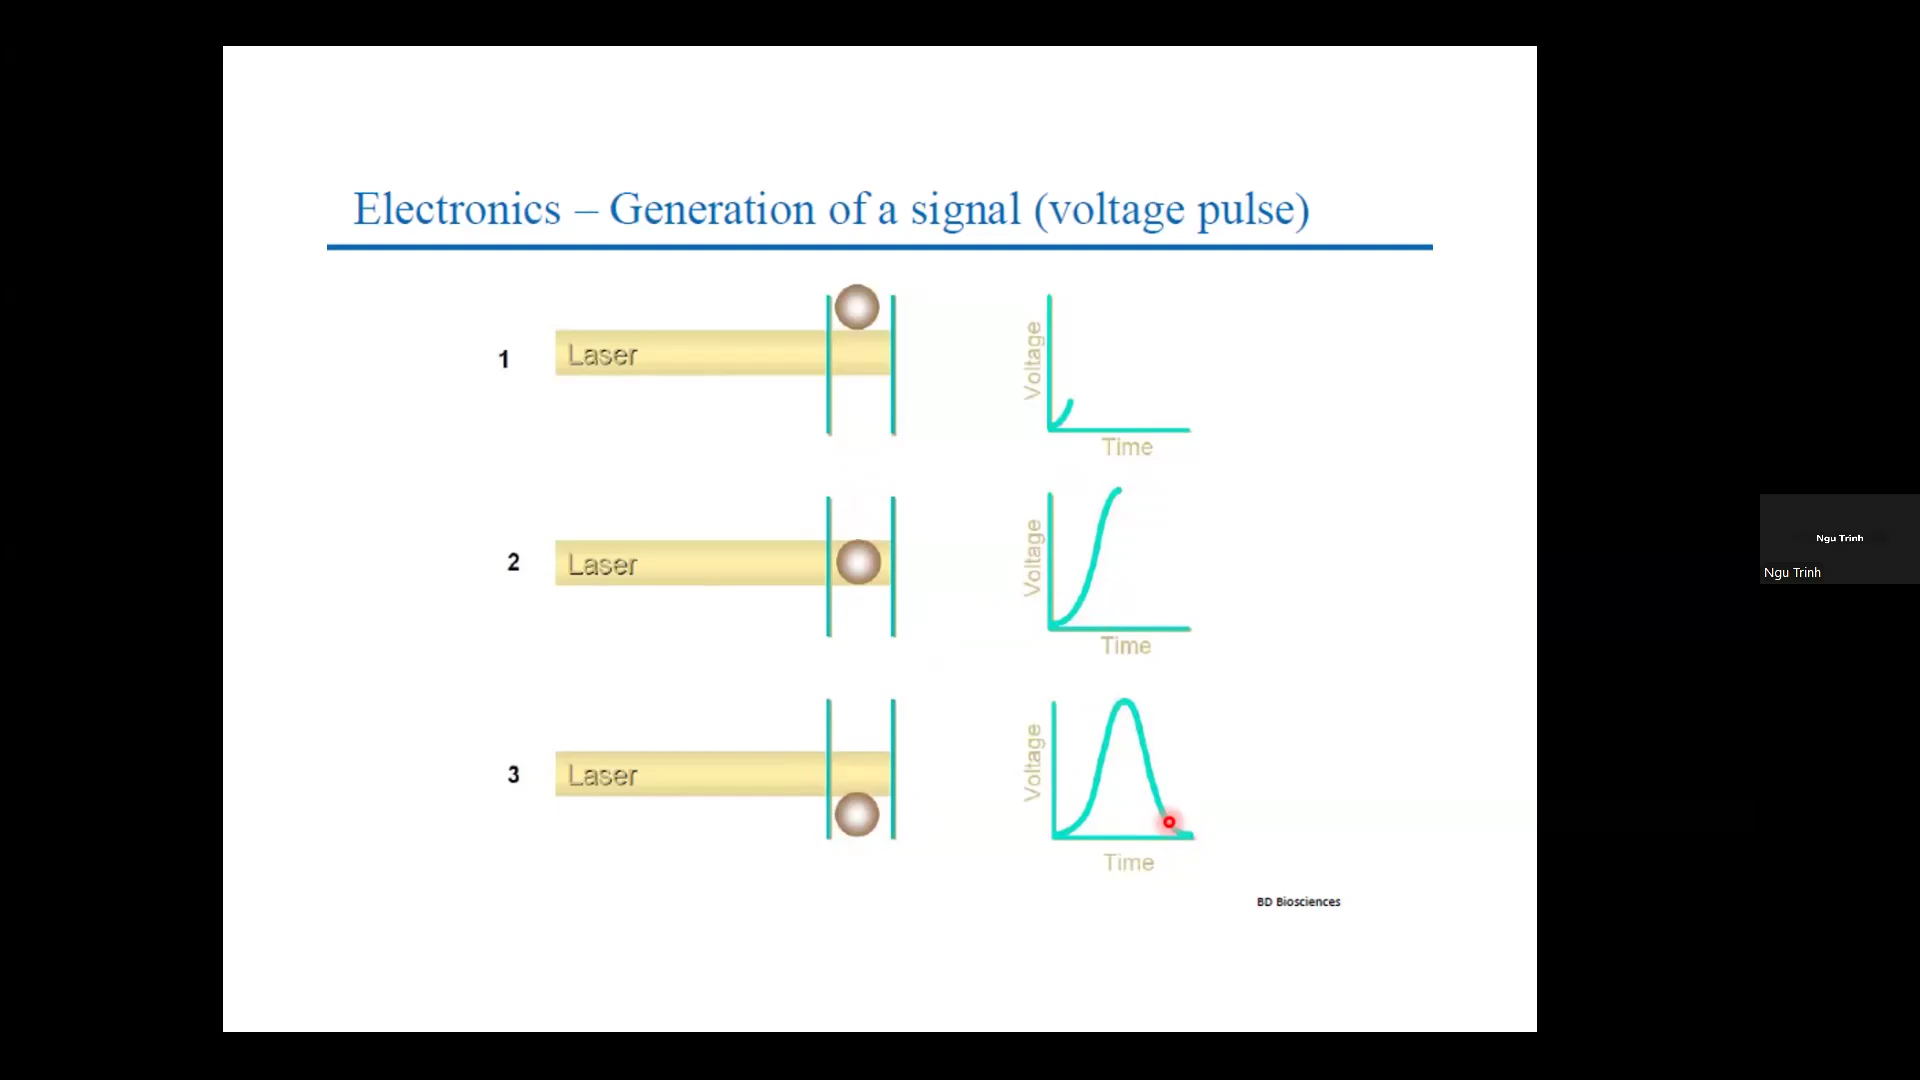 Electronics – Generation of a signal (voltage pulse)
1
Laser
Voltage
Time
2
Laser
Voltage
Time
3
Laser
Voltage
Time
BD Biosciences
Ngu Trinh
Ngu Trinh